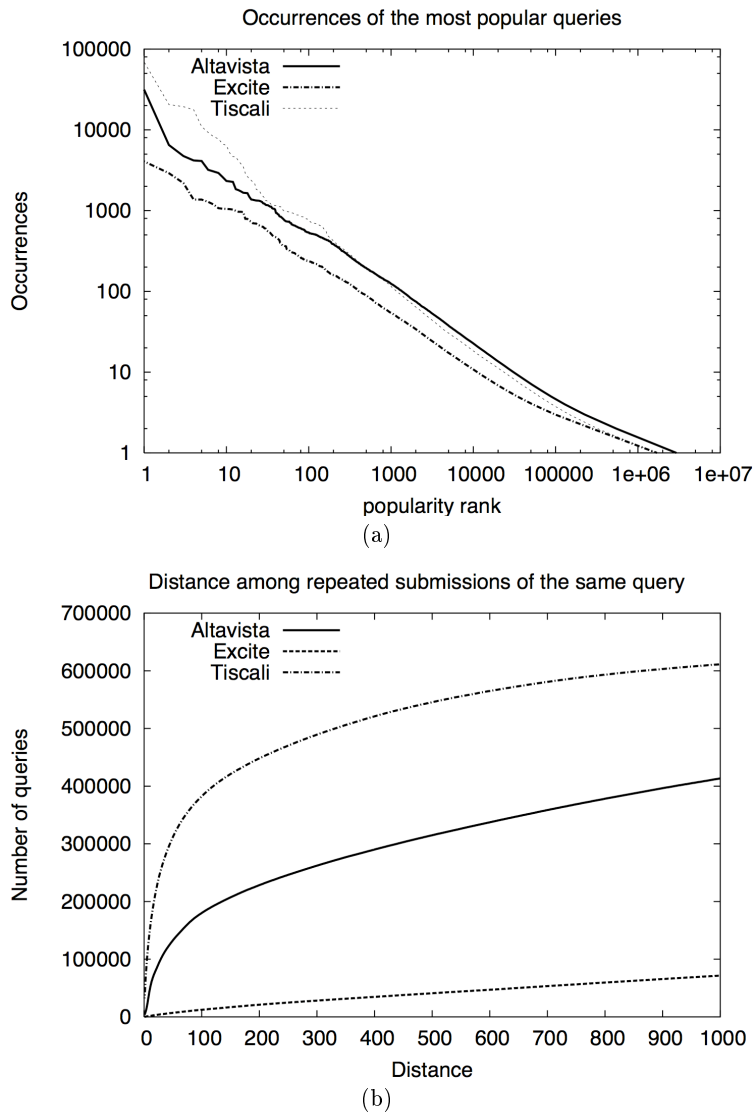 Occurrences of the most popular queries
100000
10000
1000
100
10
1
Occurrences
Altavista
Excite
Tiscali
1 10 100 1000 10000 100000 1e+06 1e+07
popularity rank
(a)
Distance among repeated submissions of the same query
700000
600000
500000
400000
300000
200000
100000
0
Number of queries
Altavista
Excite
Tiscali
0 100 200 300 400 500 600 700 800 900 1000
Distance
(b)